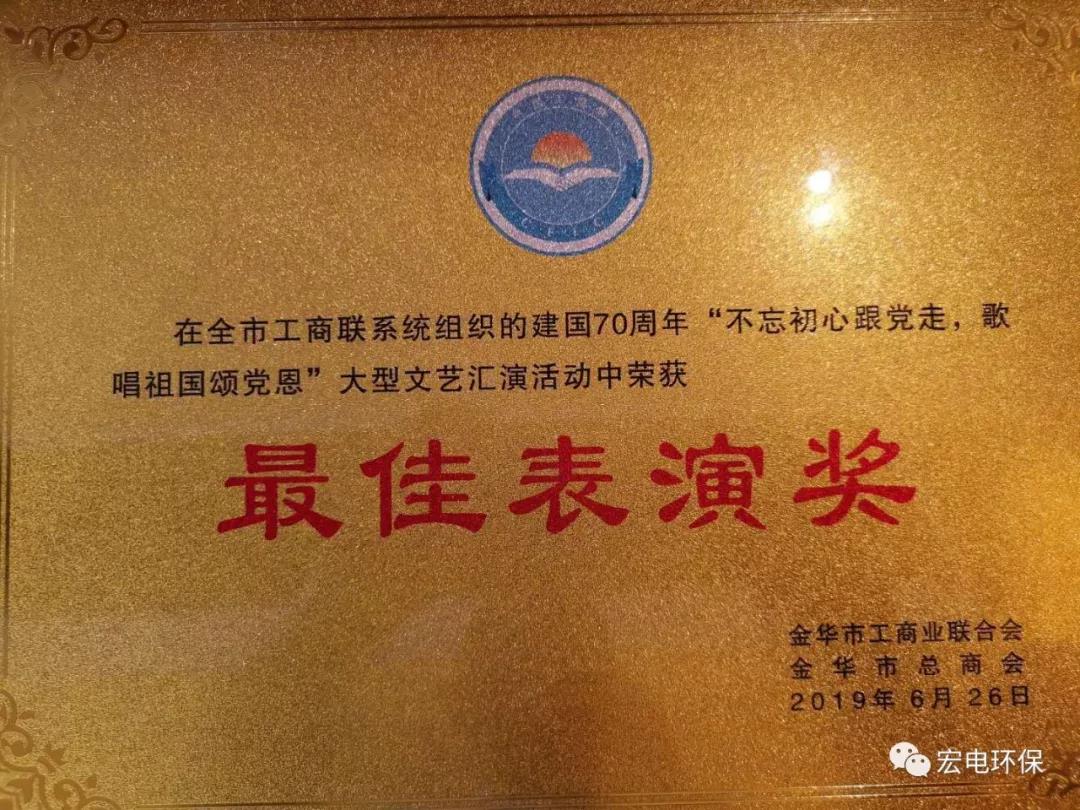 在全市工商联系统组织的建国70周年“不忘初心跟党走，歌
唱祖国颂党恩”大型文艺汇演活动中荣获
最佳表演奖
金华市工商业联合会
金华市总商会
2019年6月26日
宏电环保